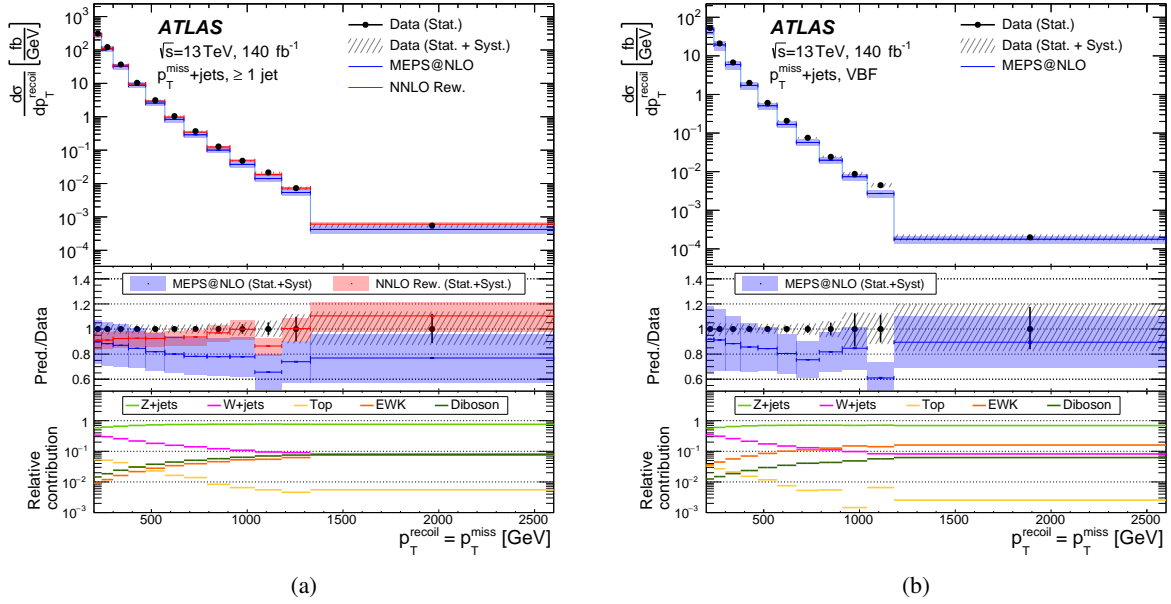 ATLAS
√s=13 TeV, 140 fb⁻¹
p_T^miss+jets, ≥ 1 jet
Data (Stat.)
Data (Stat. + Syst.)
MEPS@NLO
NNLO Rew.
dσ/dp_T^recoil [fb/GeV]
10³
10²
10
1
10⁻¹
10⁻²
10⁻³
10⁻⁴
MEPS@NLO (Stat.+Syst) NNLO Rew. (Stat.+Syst.)
Pred./Data
1.4
1.2
1
0.8
0.6
Z+jets W+jets Top EWK Diboson
Relative
contribution
1
10⁻¹
10⁻²
10⁻³
500 1000 1500 2000 2500
p_T^recoil = p_T^miss [GeV]
(a)
ATLAS
√s=13 TeV, 140 fb⁻¹
p_T^miss+jets, VBF
Data (Stat.)
Data (Stat. + Syst.)
MEPS@NLO
dσ/dp_T^recoil [fb/GeV]
10²
10
1
10⁻¹
10⁻²
10⁻³
10⁻⁴
MEPS@NLO (Stat.+Syst)
Pred./Data
1.4
1.2
1
0.8
0.6
Z+jets W+jets Top EWK Diboson
Relative
contribution
1
10⁻¹
10⁻²
10⁻³
500 1000 1500 2000 2500
p_T^recoil = p_T^miss [GeV]
(b)